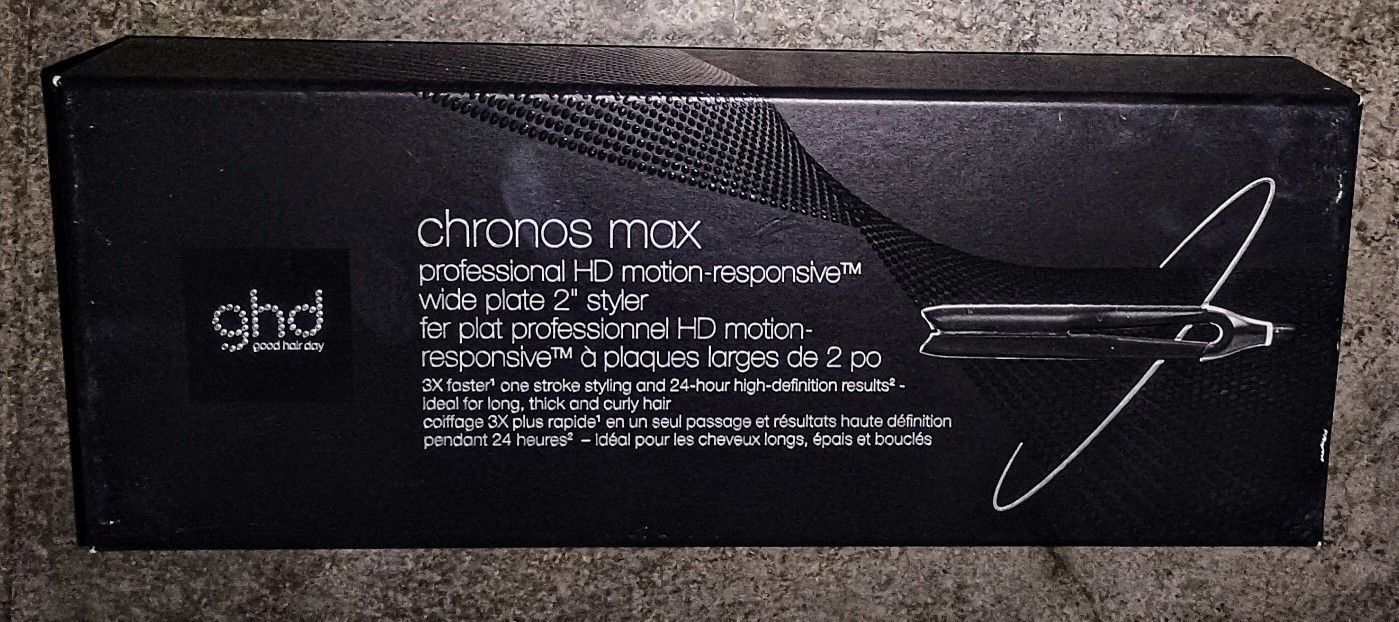 ghd
good hair day
chronos max
professional HD motion-responsive™
wide plate 2" styler
fer plat professionnel HD motion-
responsive™ à plaques larges de 2 po
3X faster¹ one stroke styling and 24-hour high-definition results² -
ideal for long, thick and curly hair
coiffage 3X plus rapide¹ en un seul passage et résultats haute définition
pendant 24 heures² – idéal pour les cheveux longs, épais et bouclés